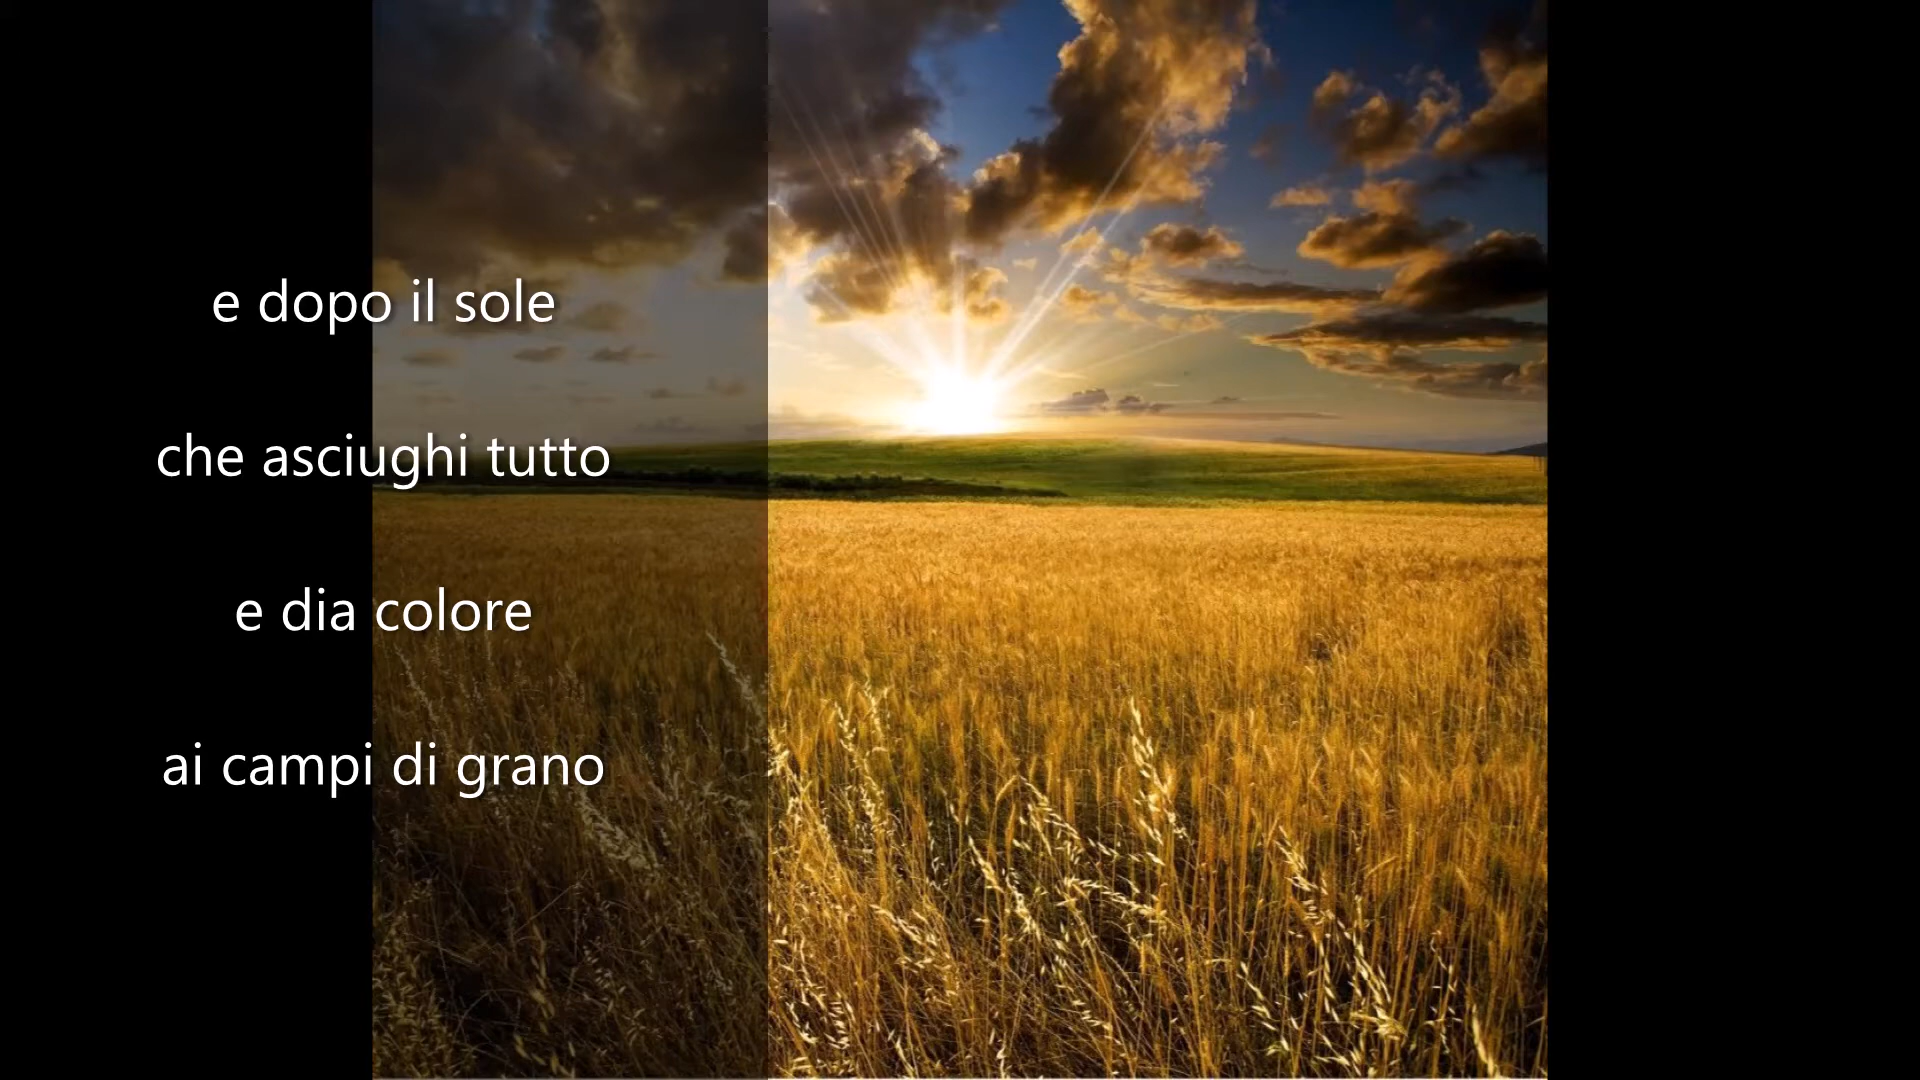 e dopo il sole
che asciughi tutto
e dia colore
ai campi di grano